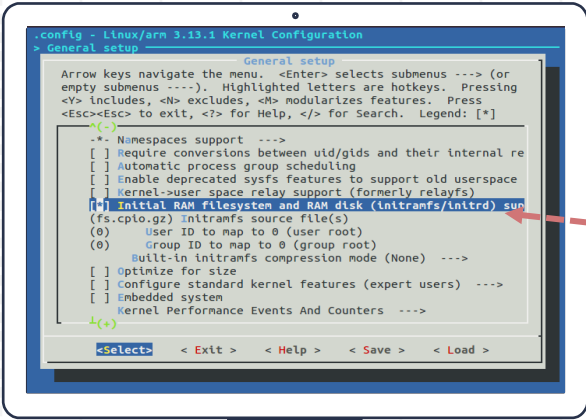 .config - Linux/arm 3.13.1 Kernel Configuration
> General setup
General setup
Arrow keys navigate the menu.  <Enter> selects submenus ---> (or
empty submenus ----).  Highlighted letters are hotkeys.  Pressing
<Y> includes, <N> excludes, <M> modularizes features.  Press
<Esc><Esc> to exit, <?> for Help, </> for Search.  Legend: [*]
^(-)
-*- Namespaces support  --->
[ ] Require conversions between uid/gids and their internal re
[ ] Automatic process group scheduling
[ ] Enable deprecated sysfs features to support old userspace
[ ] Kernel->user space relay support (formerly relayfs)
[*] Initial RAM filesystem and RAM disk (initramfs/initrd) sup
(fs.cpio.gz) Initramfs source file(s)
(0)     User ID to map to 0 (user root)
(0)     Group ID to map to 0 (group root)
Built-in initramfs compression mode (None)  --->
[ ] Optimize for size
[ ] Configure standard kernel features (expert users)  --->
[ ] Embedded system
Kernel Performance Events And Counters  --->
┴(+)
<Select>    < Exit >    < Help >    < Save >    < Load >